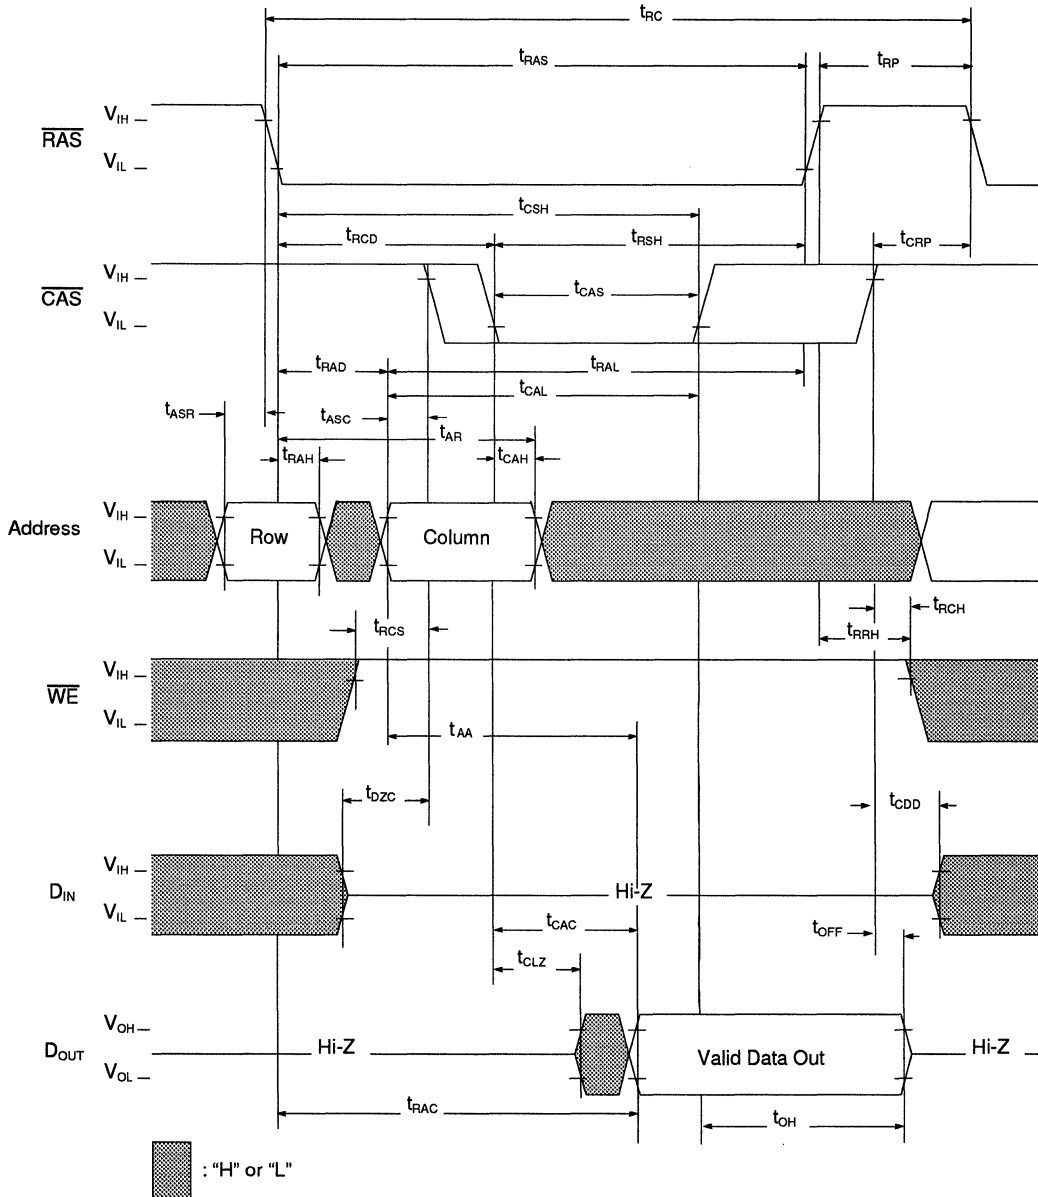 tRC
tRAS
tRP
VIH
RAS
VIL
tCSH
tRCD
tRSH
tCRP
VIH
CAS
tCAS
VIL
tRAD
tRAL
tCAL
tASR
tASC
tAR
tRAH
tCAH
VIH
Address
Row
Column
VIL
tRCH
tRCS
tRRH
VIH
WE
VIL
tAA
tDZC
tCDD
VIH
DIN
Hi-Z
VIL
tCAC
tOFF
tCLZ
VOH
DOUT
Hi-Z
Valid Data Out
Hi-Z
VOL
tRAC
tOH
: “H” or “L”